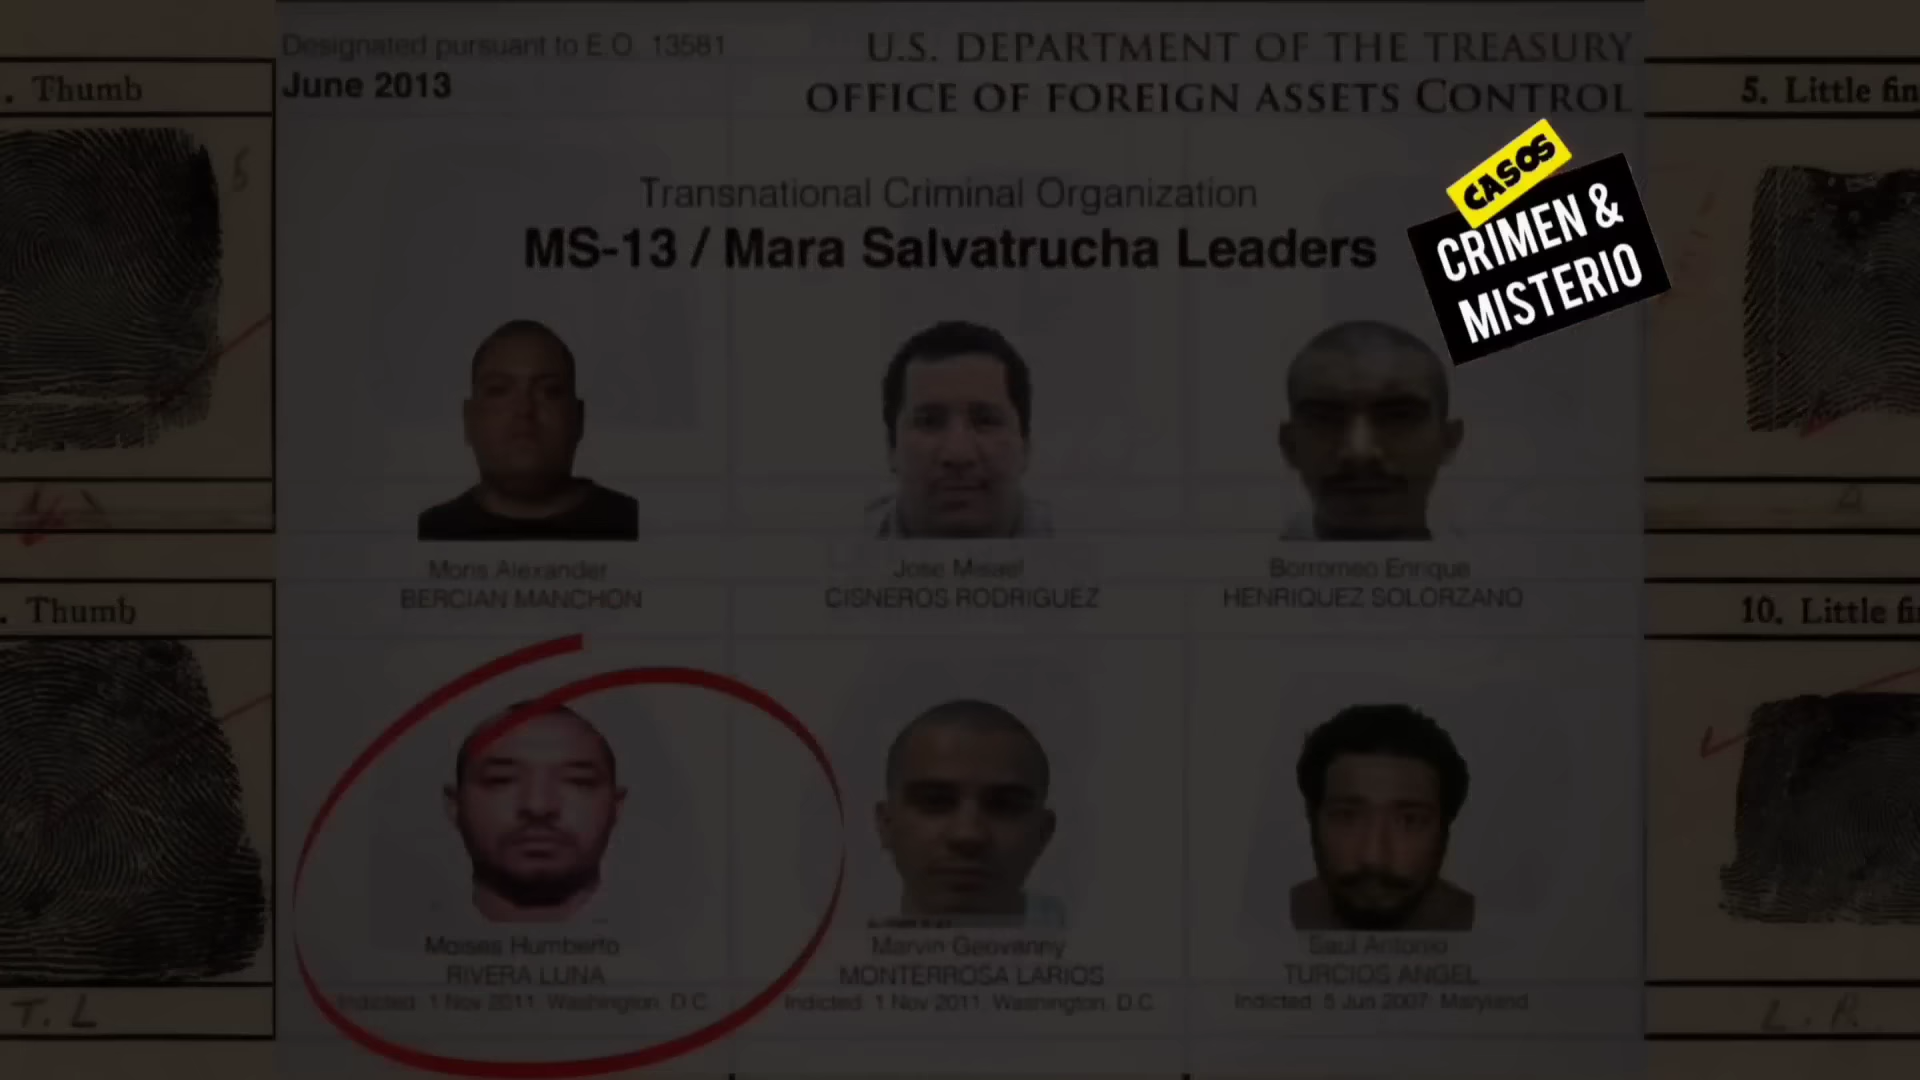 Designated pursuant to E.O. 13581
June 2013
U.S. DEPARTMENT OF THE TREASURY
OFFICE OF FOREIGN ASSETS CONTROL
. Thumb
5. Little fin
CASOS
CRIMEN &
MISTERIO
Transnational Criminal Organization
MS-13 / Mara Salvatrucha Leaders
Moris Alexander
BERCIAN MANCHON
Jose Misael
CISNEROS RODRIGUEZ
Borromeo Enrique
HENRIQUEZ SOLORZANO
. Thumb
10. Little fi
Moises Humberto
RIVERA LUNA
Indicted: 1 Nov 2011; Washington, D.C.
Marvin Geovanny
MONTERROSA LARIOS
Indicted: 1 Nov 2011; Washington, D.C.
Saul Antonio
TURCIOS ANGEL
Indicted: 5 Jun 2007; Maryland
T. L
L. R.